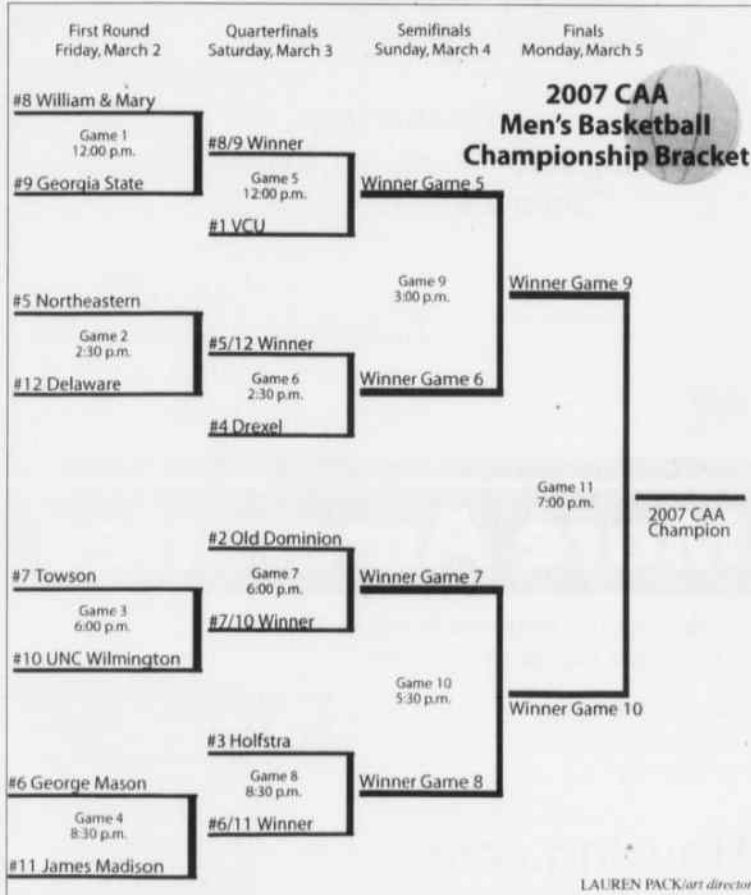 First Round
Friday, March 2
Quarterfinals
Saturday, March 3
Semifinals
Sunday, March 4
Finals
Monday, March 5
2007 CAA
Men's Basketball
Championship Bracket
#8 William & Mary
Game 1
12:00 p.m.
#9 Georgia State
#8/9 Winner
Game 5
12:00 p.m.
#1 VCU
Winner Game 5
#5 Northeastern
Game 2
2:30 p.m.
#12 Delaware
#5/12 Winner
Game 6
2:30 p.m.
#4 Drexel
Winner Game 6
Game 9
3:00 p.m.
Winner Game 9
#7 Towson
Game 3
6:00 p.m.
#10 UNC Wilmington
#2 Old Dominion
Game 7
6:00 p.m.
#7/10 Winner
Winner Game 7
#6 George Mason
Game 4
8:30 p.m.
#11 James Madison
#3 Holfstra
Game 8
8:30 p.m.
#6/11 Winner
Winner Game 8
Game 10
5:30 p.m.
Winner Game 10
Game 11
7:00 p.m.
2007 CAA
Champion
LAUREN PACK/art director